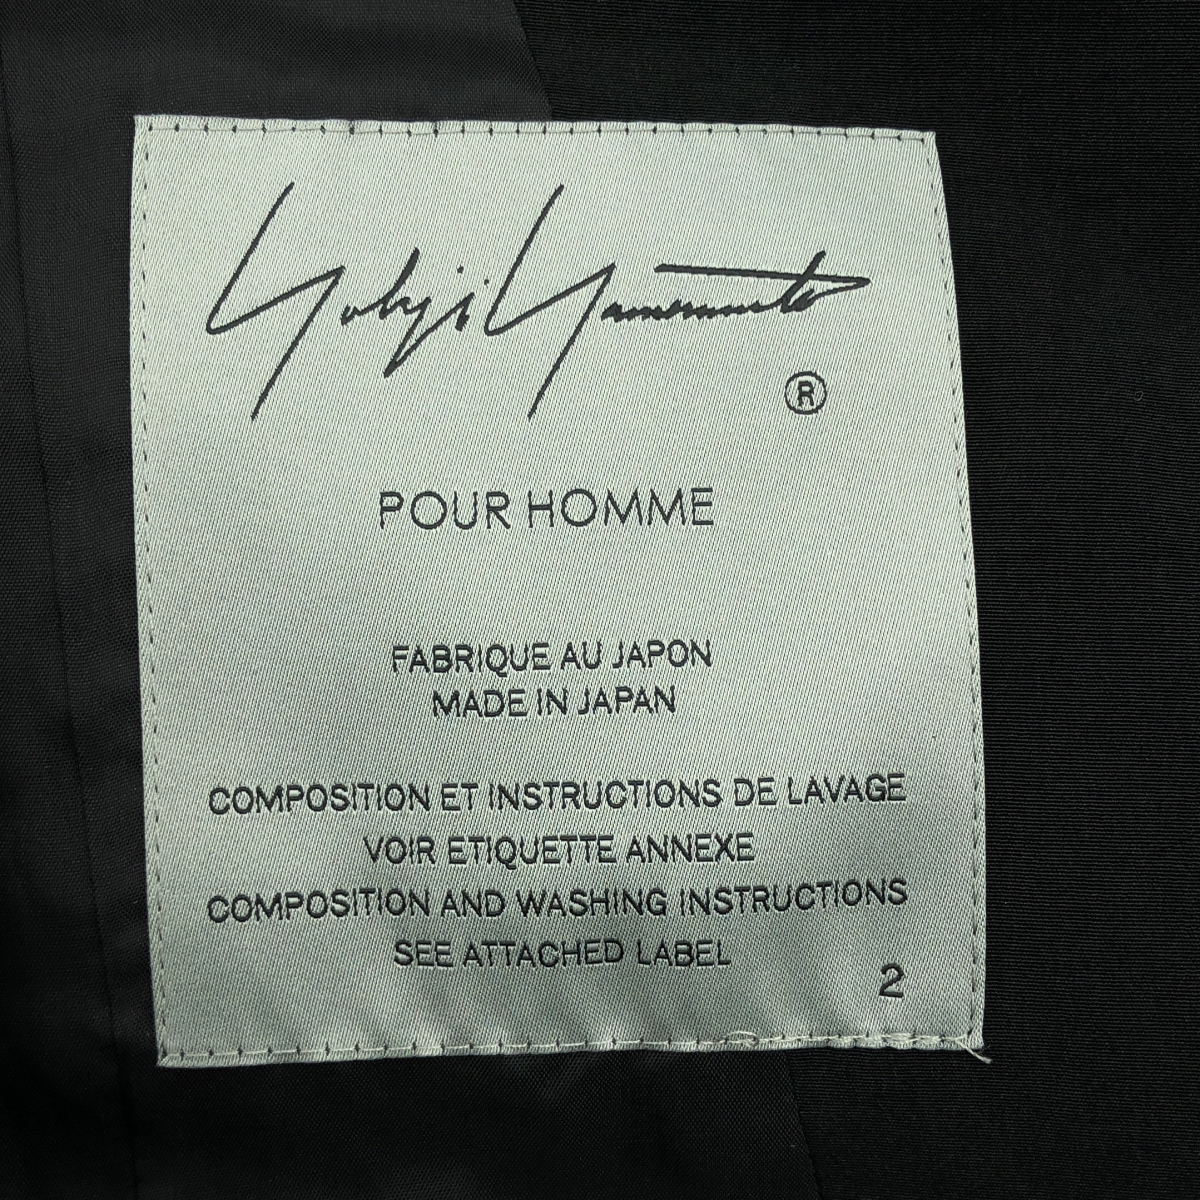 Yohji Yamamoto
®
POUR HOMME
FABRIQUE AU JAPON
MADE IN JAPAN
COMPOSITION ET INSTRUCTIONS DE LAVAGE
VOIR ETIQUETTE ANNEXE
COMPOSITION AND WASHING INSTRUCTIONS
SEE ATTACHED LABEL
2